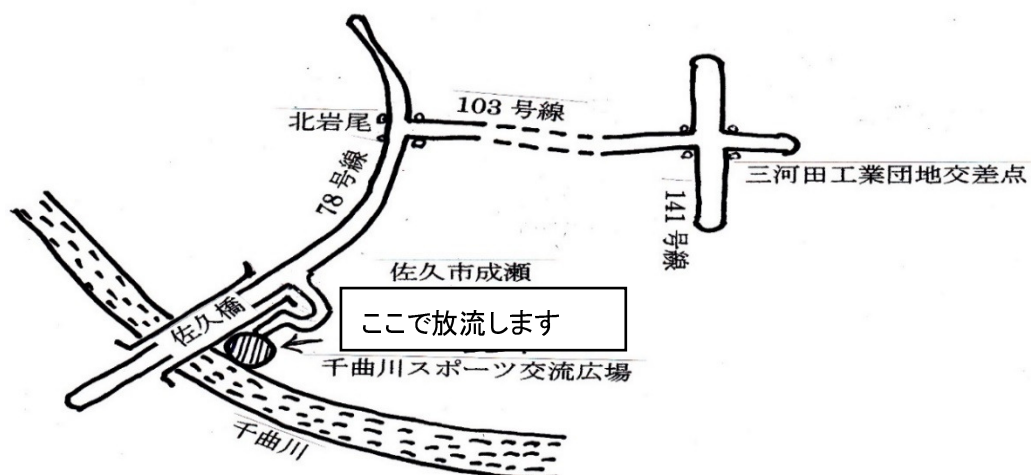 103 号線
北岩尾
三河田工業団地交差点
78 号線
141 号線
佐久市成瀬
ここで放流します
佐久橋
千曲川スポーツ交流広場
千曲川